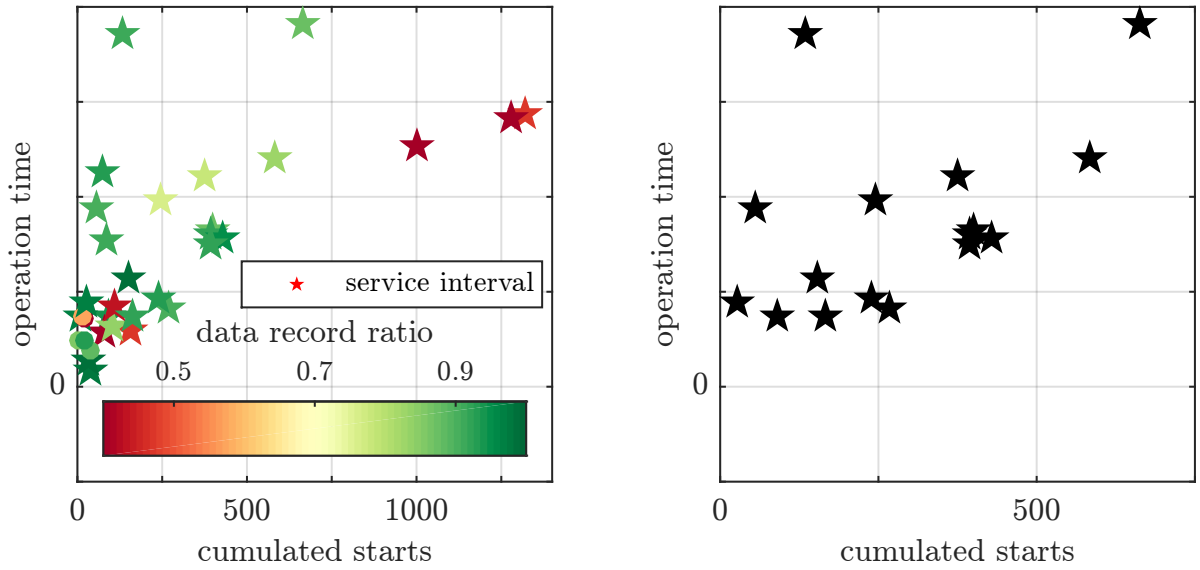 operation time
service interval
data record ratio
0.5 0.7 0.9
0
0 500 1000
cumulated starts
operation time
0
0 500
cumulated starts